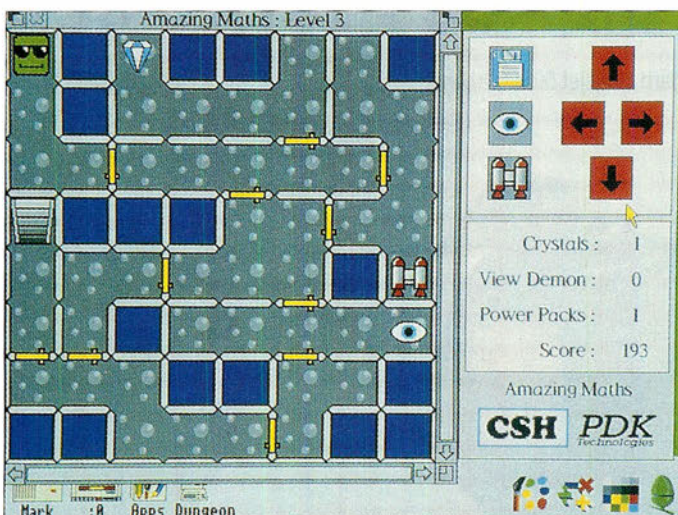 Amazing Maths : Level 3
Crystals : 1
View Demon : 0
Power Packs : 1
Score : 193
Amazing Maths
CSH PDK
Technologies
Mark :0 Apps Dungeon